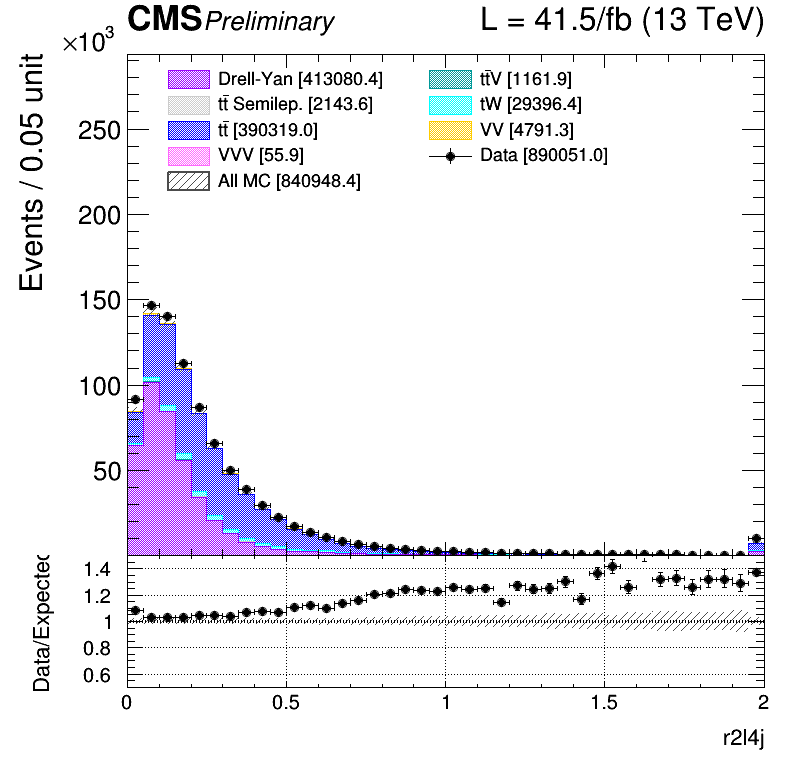 CMS Preliminary L = 41.5/fb (13 TeV)
×10³
Events / 0.05 unit
Drell-Yan [413080.4] tt̄V [1161.9]
tt̄ Semilep. [2143.6] tW [29396.4]
tt̄ [390319.0] VV [4791.3]
VVV [55.9] Data [890051.0]
All MC [840948.4]
250
200
150
100
50
Data/Expected
1.4
1.2
1
0.8
0.6
0 0.5 1 1.5 2
r2l4j